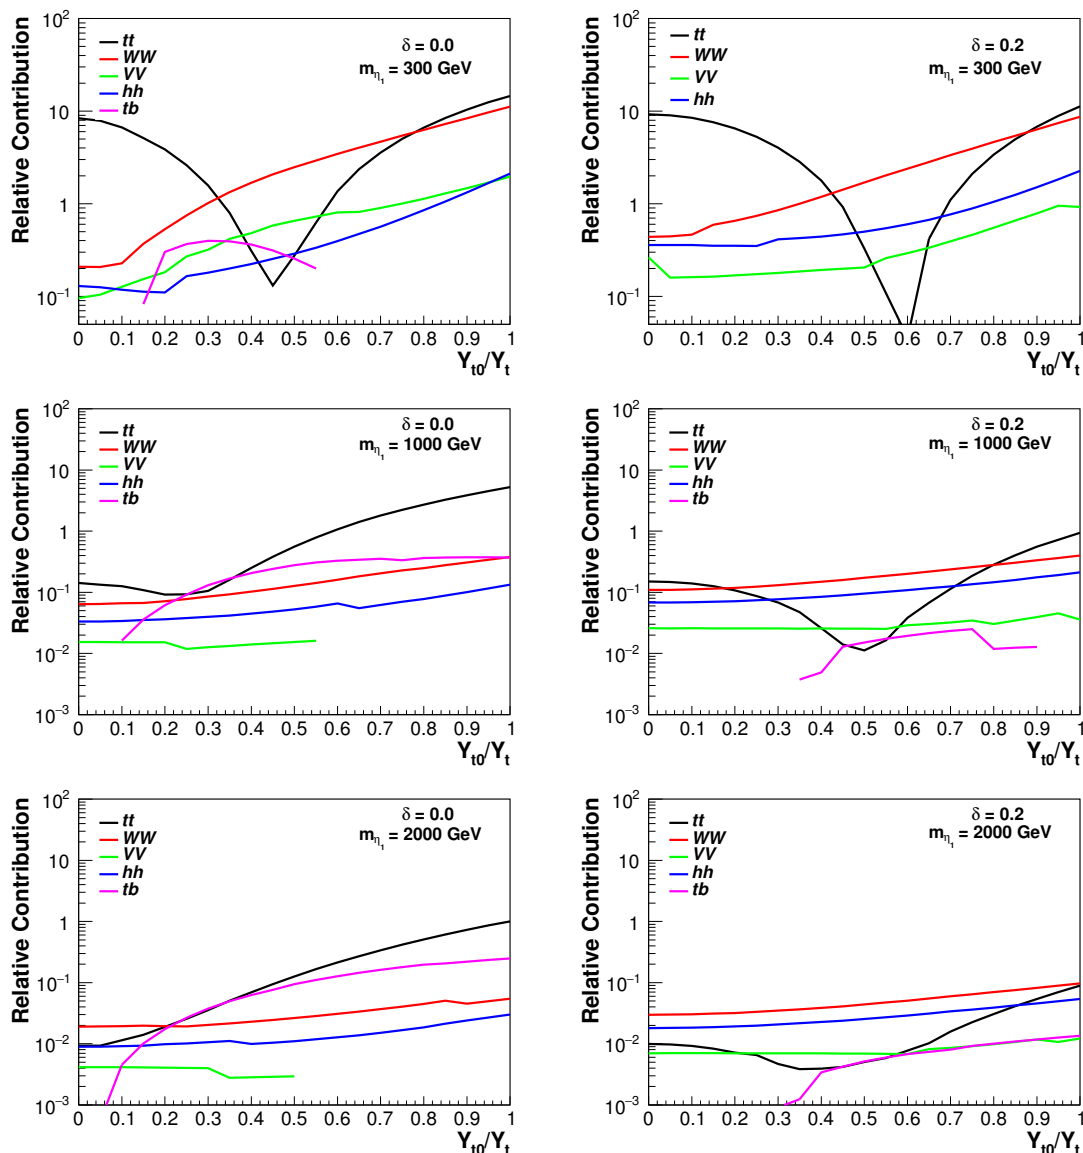 Relative Contribution
10²
10
1
10⁻¹
tt
WW
VV
hh
tb
δ = 0.0
m_η₁ = 300 GeV
0 0.1 0.2 0.3 0.4 0.5 0.6 0.7 0.8 0.9 1
Y_t0/Y_t
Relative Contribution
10²
10
1
10⁻¹
tt
WW
VV
hh
δ = 0.2
m_η₁ = 300 GeV
0 0.1 0.2 0.3 0.4 0.5 0.6 0.7 0.8 0.9 1
Y_t0/Y_t
Relative Contribution
10²
10
1
10⁻¹
10⁻²
10⁻³
tt
WW
VV
hh
tb
δ = 0.0
m_η₁ = 1000 GeV
0 0.1 0.2 0.3 0.4 0.5 0.6 0.7 0.8 0.9 1
Y_t0/Y_t
Relative Contribution
10²
10
1
10⁻¹
10⁻²
10⁻³
tt
WW
VV
hh
tb
δ = 0.2
m_η₁ = 1000 GeV
0 0.1 0.2 0.3 0.4 0.5 0.6 0.7 0.8 0.9 1
Y_t0/Y_t
Relative Contribution
10²
10
1
10⁻¹
10⁻²
10⁻³
tt
WW
VV
hh
tb
δ = 0.0
m_η₁ = 2000 GeV
0 0.1 0.2 0.3 0.4 0.5 0.6 0.7 0.8 0.9 1
Y_t0/Y_t
Relative Contribution
10²
10
1
10⁻¹
10⁻²
10⁻³
tt
WW
VV
hh
tb
δ = 0.2
m_η₁ = 2000 GeV
0 0.1 0.2 0.3 0.4 0.5 0.6 0.7 0.8 0.9 1
Y_t0/Y_t